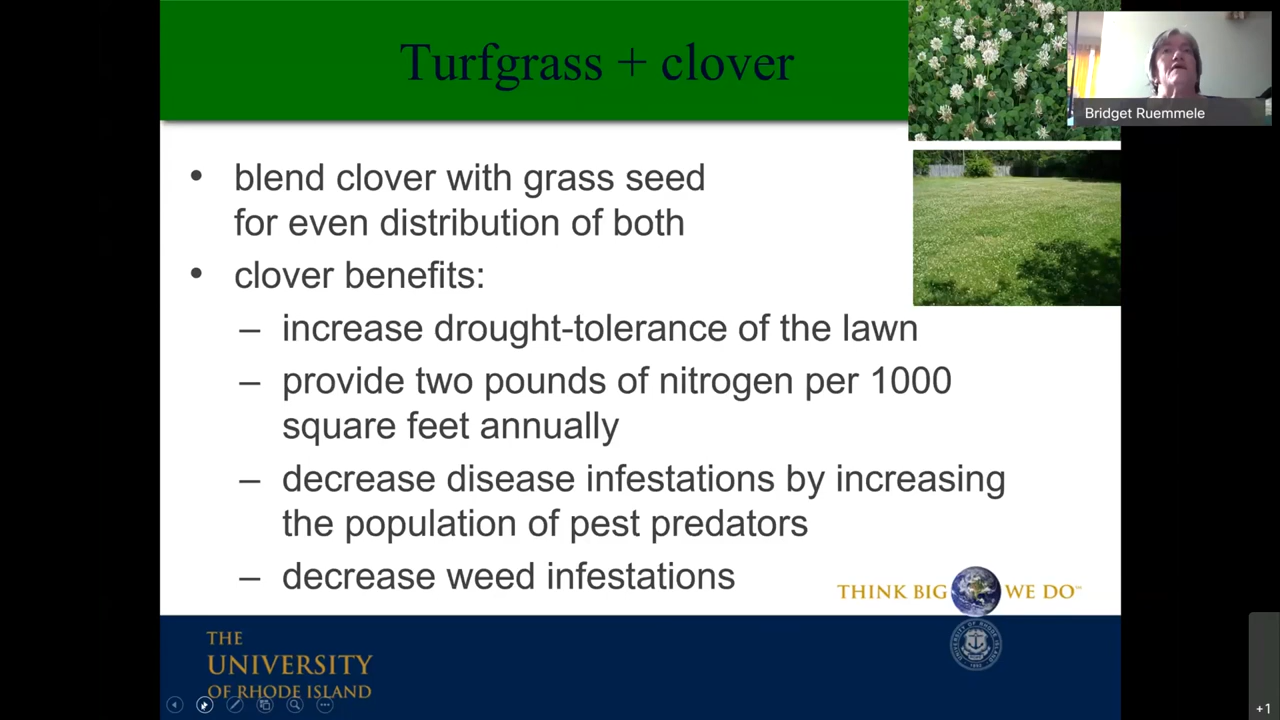 Turfgrass + clover
Bridget Ruemmele
• blend clover with grass seed
for even distribution of both
• clover benefits:
– increase drought-tolerance of the lawn
– provide two pounds of nitrogen per 1000
square feet annually
– decrease disease infestations by increasing
the population of pest predators
– decrease weed infestations
THINK BIG WE DO™
THE
UNIVERSITY
OF RHODE ISLAND
+1